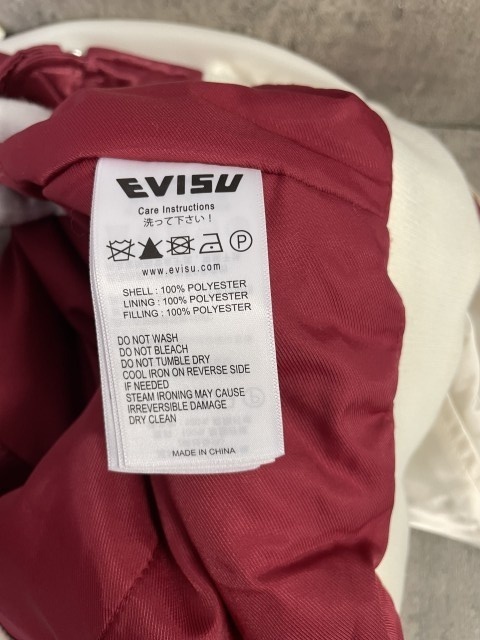 EVISU
Care Instructions
洗って下さい!
P
www.evisu.com
SHELL : 100% POLYESTER
LINING : 100% POLYESTER
FILLING : 100% POLYESTER
DO NOT WASH
DO NOT BLEACH
DO NOT TUMBLE DRY
COOL IRON ON REVERSE SIDE
IF NEEDED
STEAM IRONING MAY CAUSE
IRREVERSIBLE DAMAGE
DRY CLEAN
MADE IN CHINA